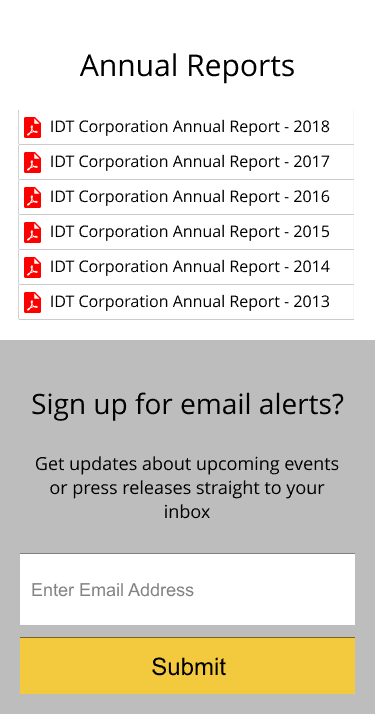 Annual Reports
IDT Corporation Annual Report - 2018
IDT Corporation Annual Report - 2017
IDT Corporation Annual Report - 2016
IDT Corporation Annual Report - 2015
IDT Corporation Annual Report - 2014
IDT Corporation Annual Report - 2013
Sign up for email alerts?
Get updates about upcoming events
or press releases straight to your
inbox
Enter Email Address
Submit